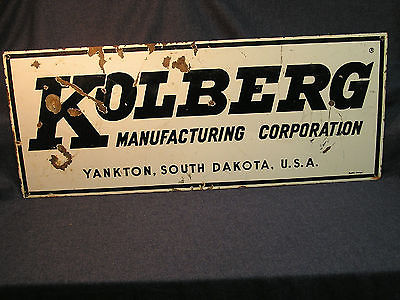 KOLBERG ®
MANUFACTURING CORPORATION
YANKTON, SOUTH DAKOTA, U.S.A.